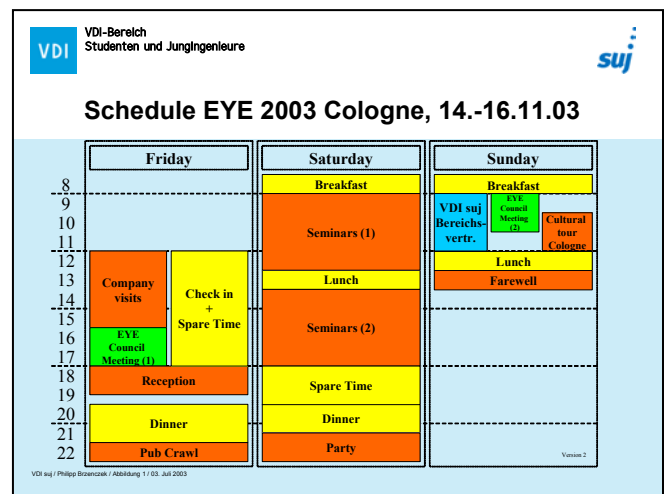 VDI
VDI-Bereich
Studenten und Jungingenieure
suj
Schedule EYE 2003 Cologne, 14.-16.11.03
Friday
Saturday
Sunday
8
9
10
11
12
13
14
15
16
17
18
19
20
21
22
Company
visits
EYE
Council
Meeting (1)
Check in
+
Spare Time
Reception
Dinner
Pub Crawl
Breakfast
Seminars (1)
Lunch
Seminars (2)
Spare Time
Dinner
Party
Breakfast
VDI suj
Bereichs-
vertr.
EYE
Council
Meeting
(2)
Cultural
tour
Cologne
Lunch
Farewell
Version 2
VDI suj / Philipp Brzenczek / Abbildung 1 / 03. Juli 2003